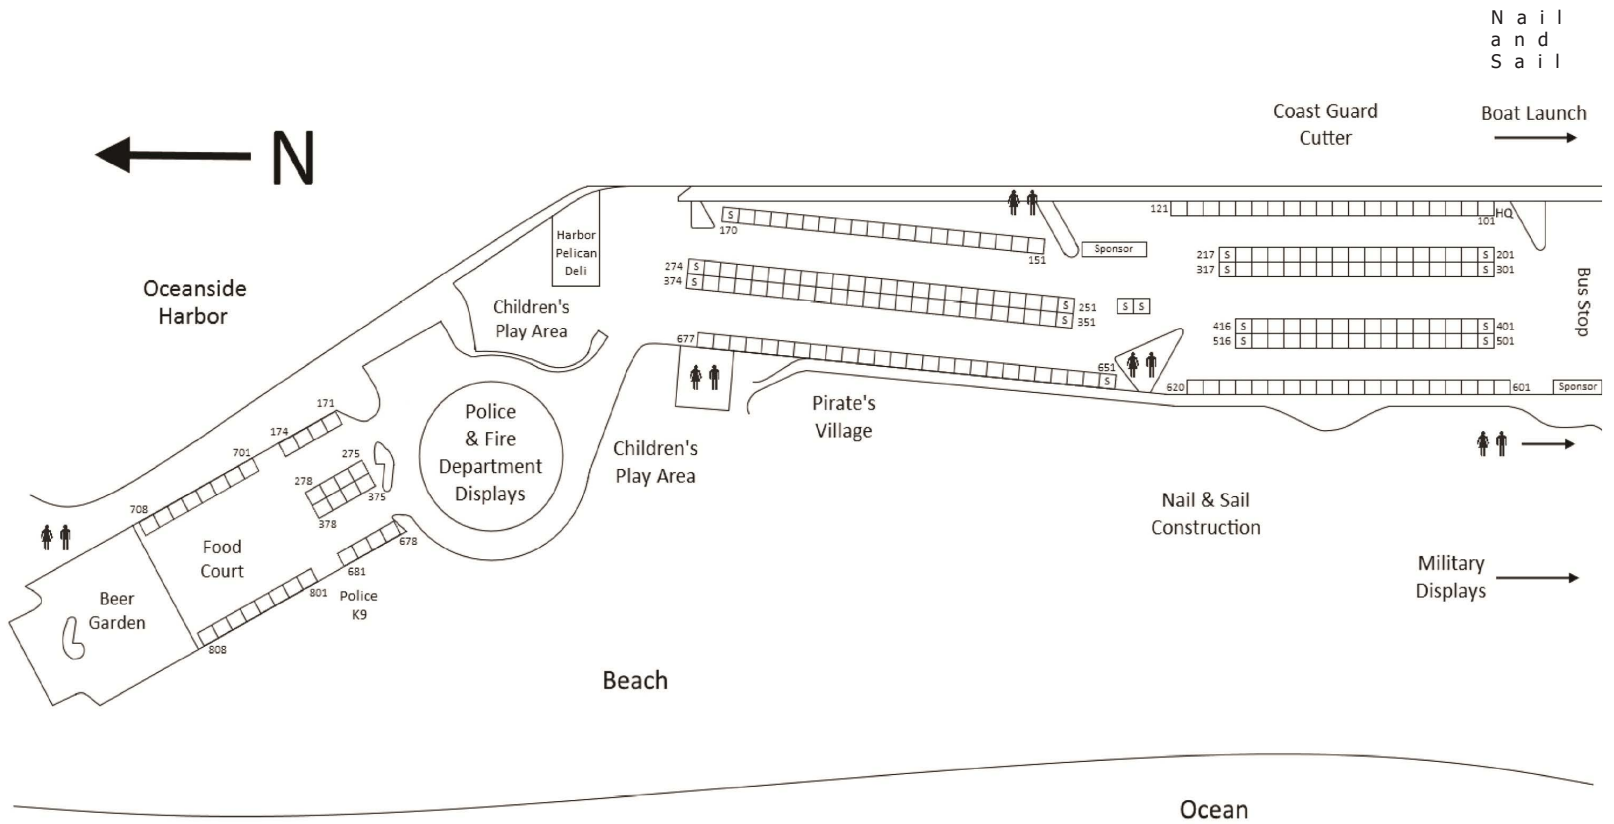 Nail
and
Sail
Coast Guard
Cutter
Boat Launch
N
121
101
HQ
S
170
151
Sponsor
Harbor
Pelican
Deli
217 S S 201
317 S S 301
274 S
374 S
S 251
S 351
S S
Oceanside
Harbor
Children's
Play Area
Bus Stop
416 S S 401
516 S S 501
677
651
S
620
601
Sponsor
Pirate's
Village
Police
& Fire
Department
Displays
Children's
Play Area
171
174
701
275
278
375
378
708
678
681
Police
K9
Food
Court
801
808
Beer
Garden
Nail & Sail
Construction
Military
Displays
Beach
Ocean